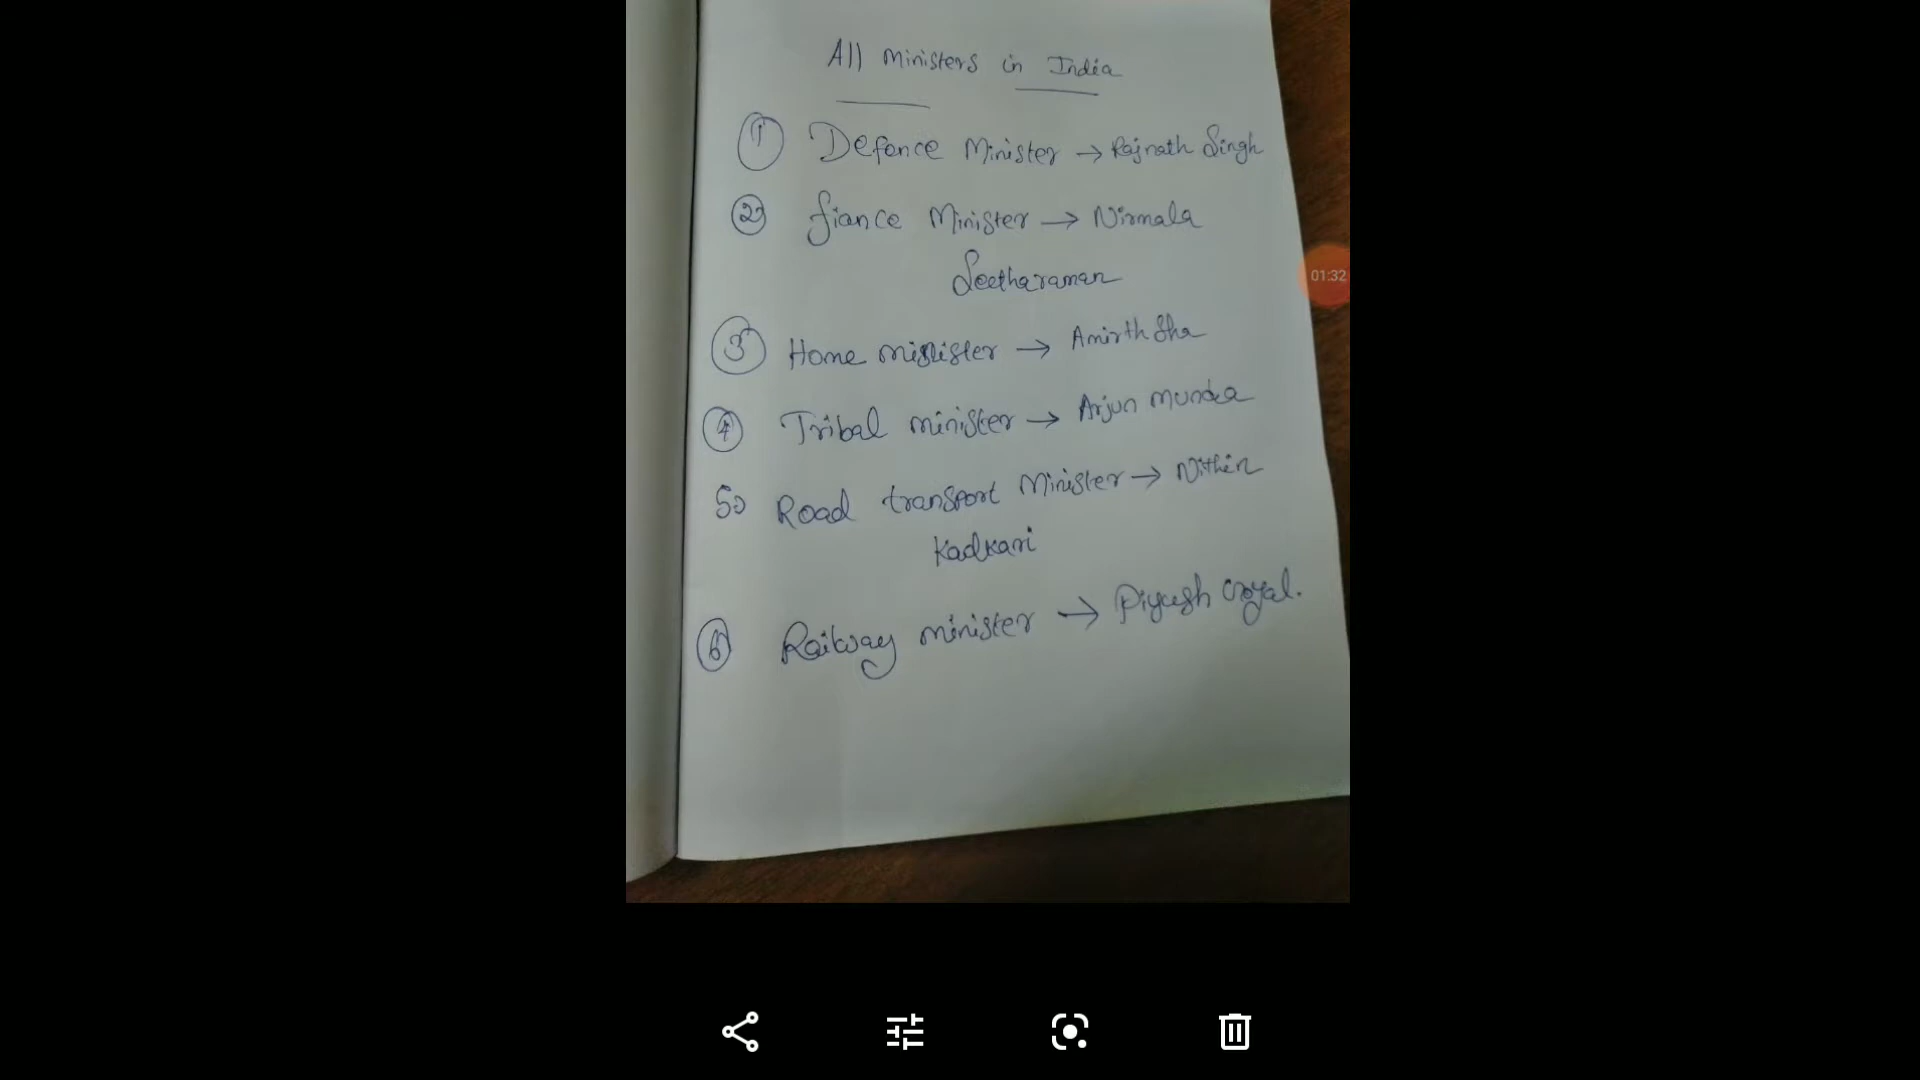 All Ministers in India
1 Defence Minister → Rajnath Singh
2 fiance Minister → Nirmala
Seetharaman
3 Home minister → Amirth Sha
4 Tribal minister → Arjun Munda
5 Road transport Minister → Nithin
Kadkari
6 Railway minister → Piyush Goyal.
01:32